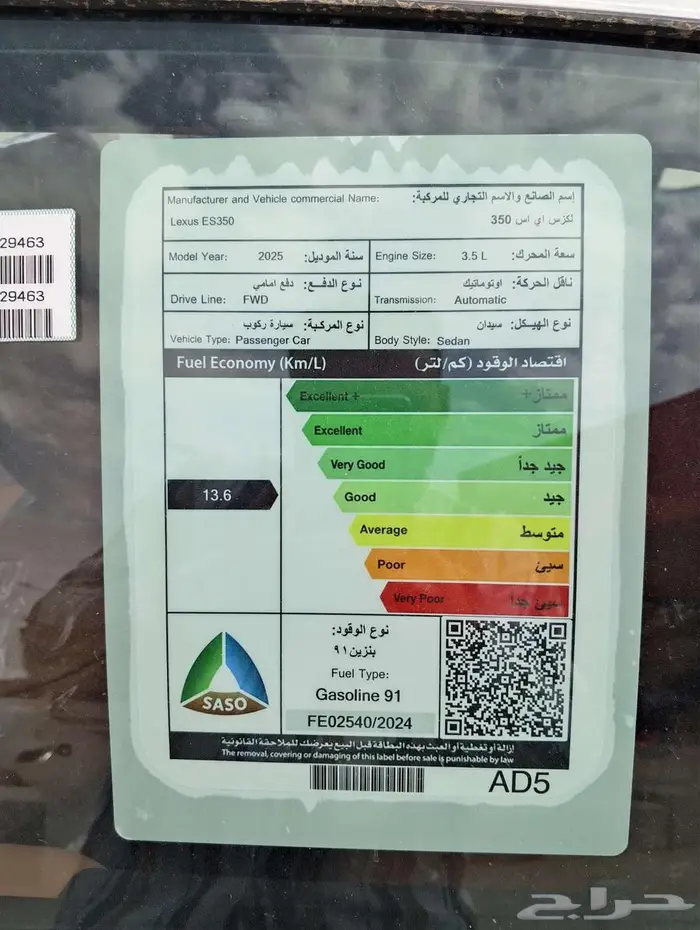 29463
29463
Manufacturer and Vehicle commercial Name: إسم الصانع والاسم التجاري للمركبة:
Lexus ES350 لكزس اي اس 350
Model Year: 2025 سنة الموديل:
Engine Size: 3.5 L سعة المحرك:
نوع الدفع: دفع امامي
Drive Line: FWD
ناقل الحركة: اوتوماتيك
Transmission: Automatic
نوع المركبة: سيارة ركوب
Vehicle Type: Passenger Car
نوع الهيكل: سيدان
Body Style: Sedan
Fuel Economy (Km/L) اقتصاد الوقود (كم/لتر)
Excellent + ممتاز+
Excellent ممتاز
Very Good جيد جداً
13.6
Good جيد
Average متوسط
Poor سيئ
Very Poor سيئ جدا
SASO
نوع الوقود:
بنزين ٩١
Fuel Type:
Gasoline 91
FE02540/2024
إزالة أو تغطية أو العبث بهذه البطاقة قبل البيع يعرضك للملاحقة القانونية
The removal, covering or damaging of this label before sale is punishable by law
AD5
حراج